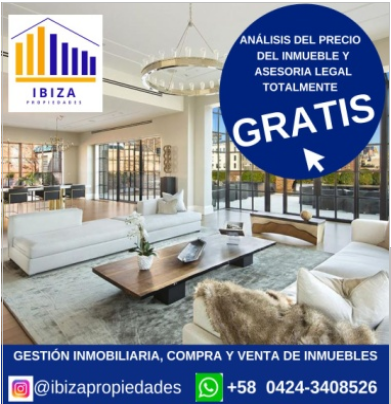 IBIZA
PROPIEDADES
ANÁLISIS DEL PRECIO
DEL INMUEBLE Y
ASESORIA LEGAL
TOTALMENTE
GRATIS
GESTIÓN INMOBILIARIA, COMPRA Y VENTA DE INMUEBLES
@ibizapropiedades +58 0424-3408526